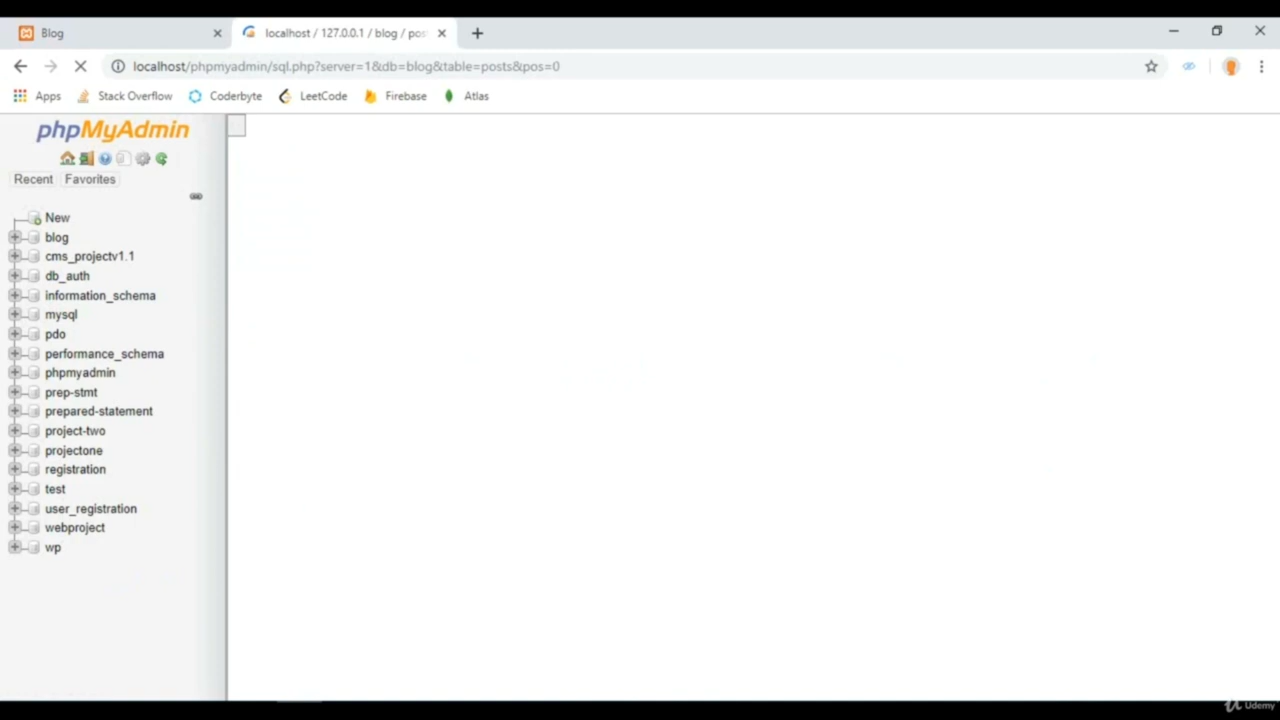 Blog
localhost / 127.0.0.1 / blog / pos
localhost/phpmyadmin/sql.php?server=1&db=blog&table=posts&pos=0
Apps Stack Overflow Coderbyte LeetCode Firebase Atlas
phpMyAdmin
Recent Favorites
New
blog
cms_projectv1.1
db_auth
information_schema
mysql
pdo
performance_schema
phpmyadmin
prep-stmt
prepared-statement
project-two
projectone
registration
test
user_registration
webproject
wp
Udemy